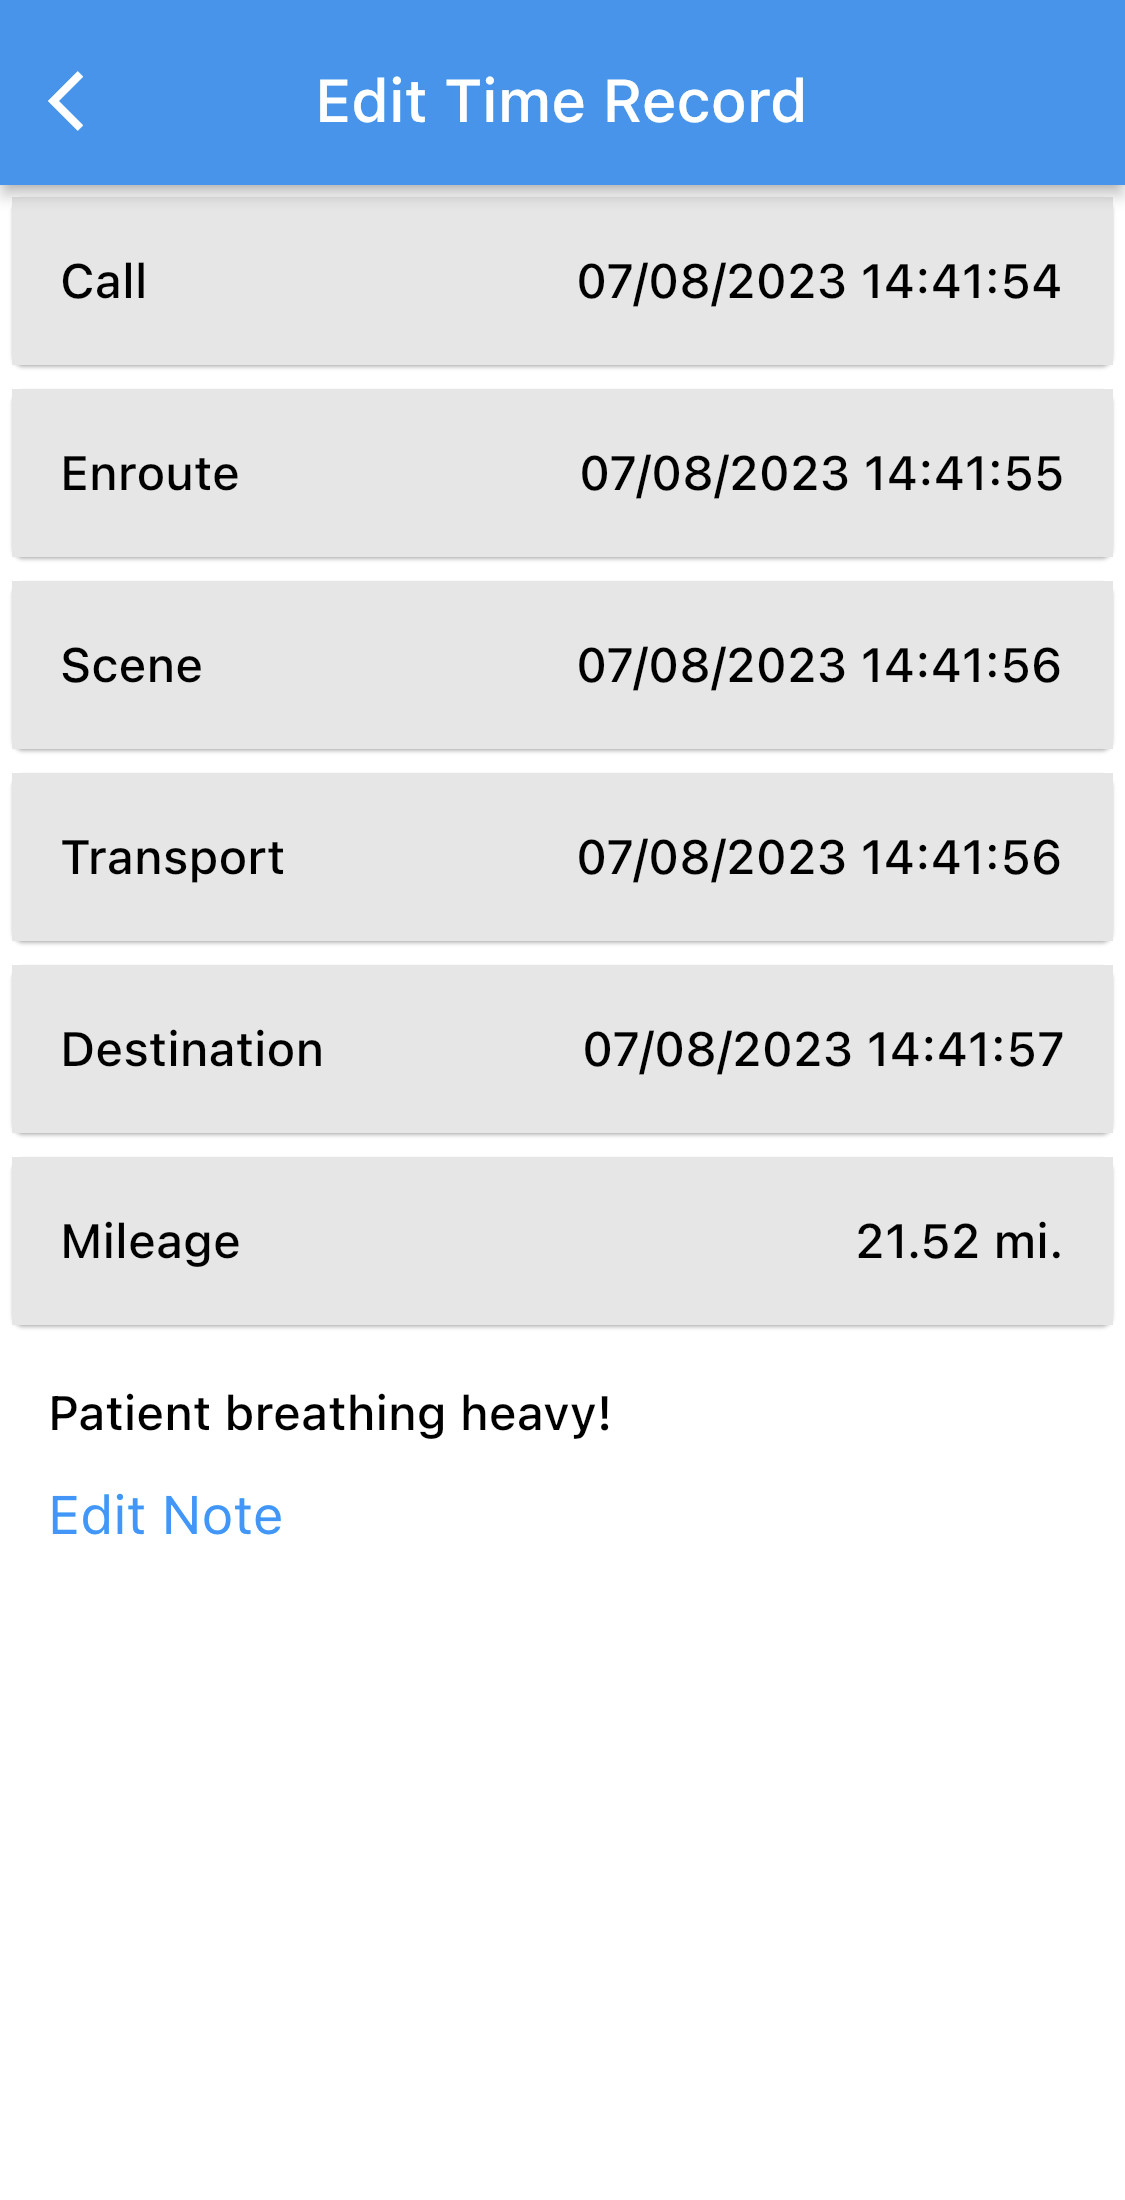 Edit Time Record
Call 07/08/2023 14:41:54
Enroute 07/08/2023 14:41:55
Scene 07/08/2023 14:41:56
Transport 07/08/2023 14:41:56
Destination 07/08/2023 14:41:57
Mileage 21.52 mi.
Patient breathing heavy!
Edit Note